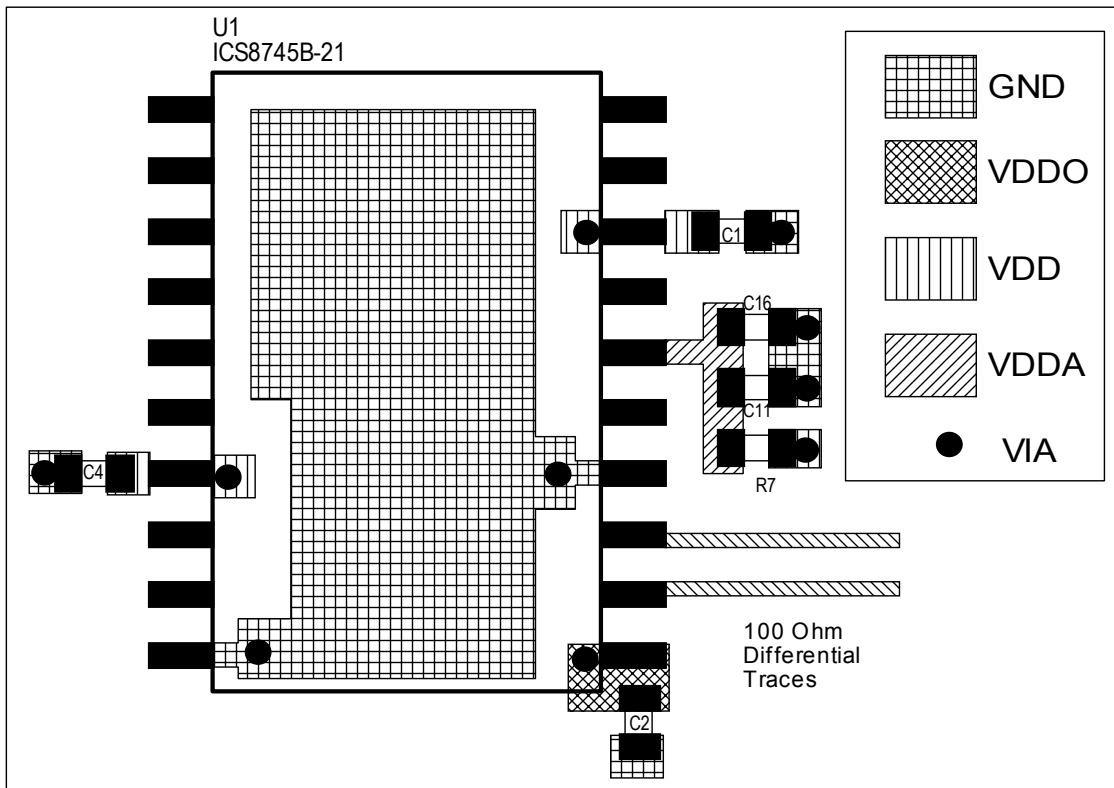 U1
ICS8745B-21
GND
VDDO
VDD
VDDA
VIA
C1
C16
C11
R7
C4
100 Ohm
Differential
Traces
C2